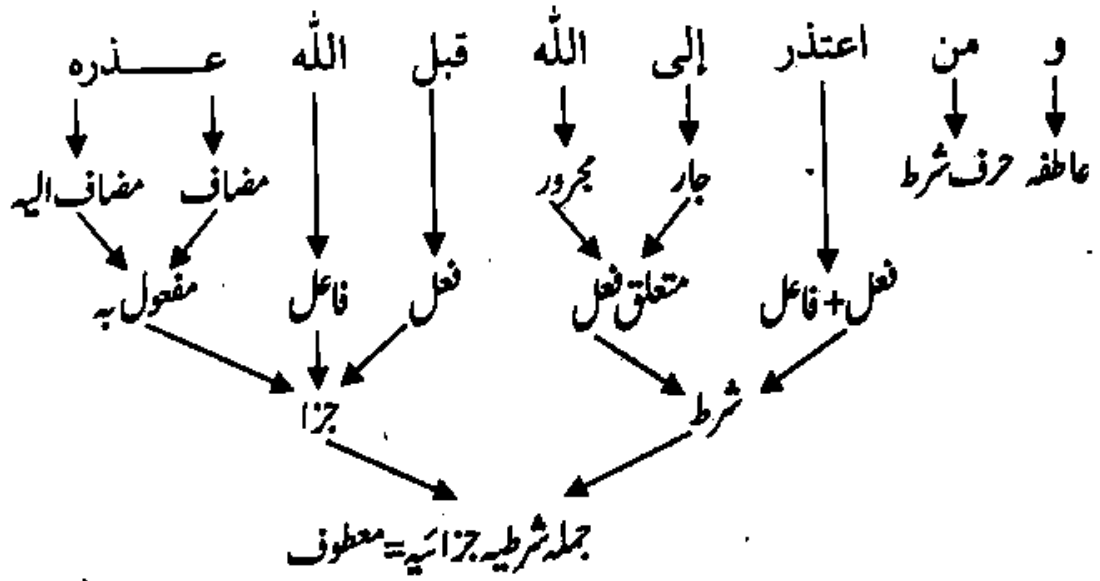 و من اعتذر إلى الله قبل الله عـــــذره
عاطفہ حرف شرط جار مجرور مضاف مضاف الیہ
فعل+فاعل متعلق فعل فعل فاعل مفعول بہ
شرط جزا
جملہ شرطیہ جزائیہ=معطوف